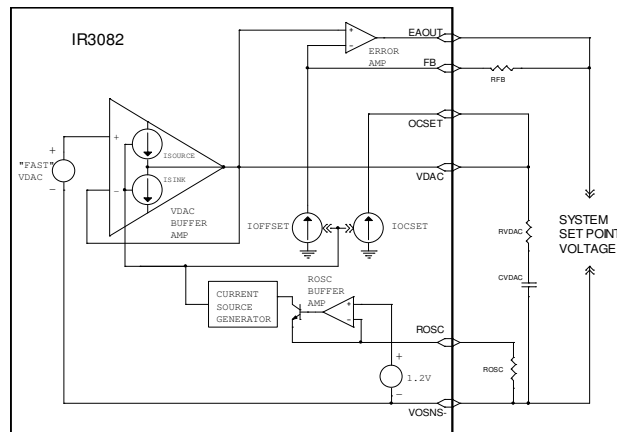 IR3082
EAOUT
+
-
ERROR
AMP
FB
RFB
OCSET
+
-
ISOURCE
ISINK
VDAC
BUFFER
AMP
+
"FAST"
VDAC
-
VDAC
IOFFSET
IOCSET
RVDAC
CVDAC
SYSTEM
SET POINT
VOLTAGE
CURRENT
SOURCE
GENERATOR
ROSC
BUFFER
AMP
+
-
ROSC
+
1.2V
-
ROSC
VOSNS-